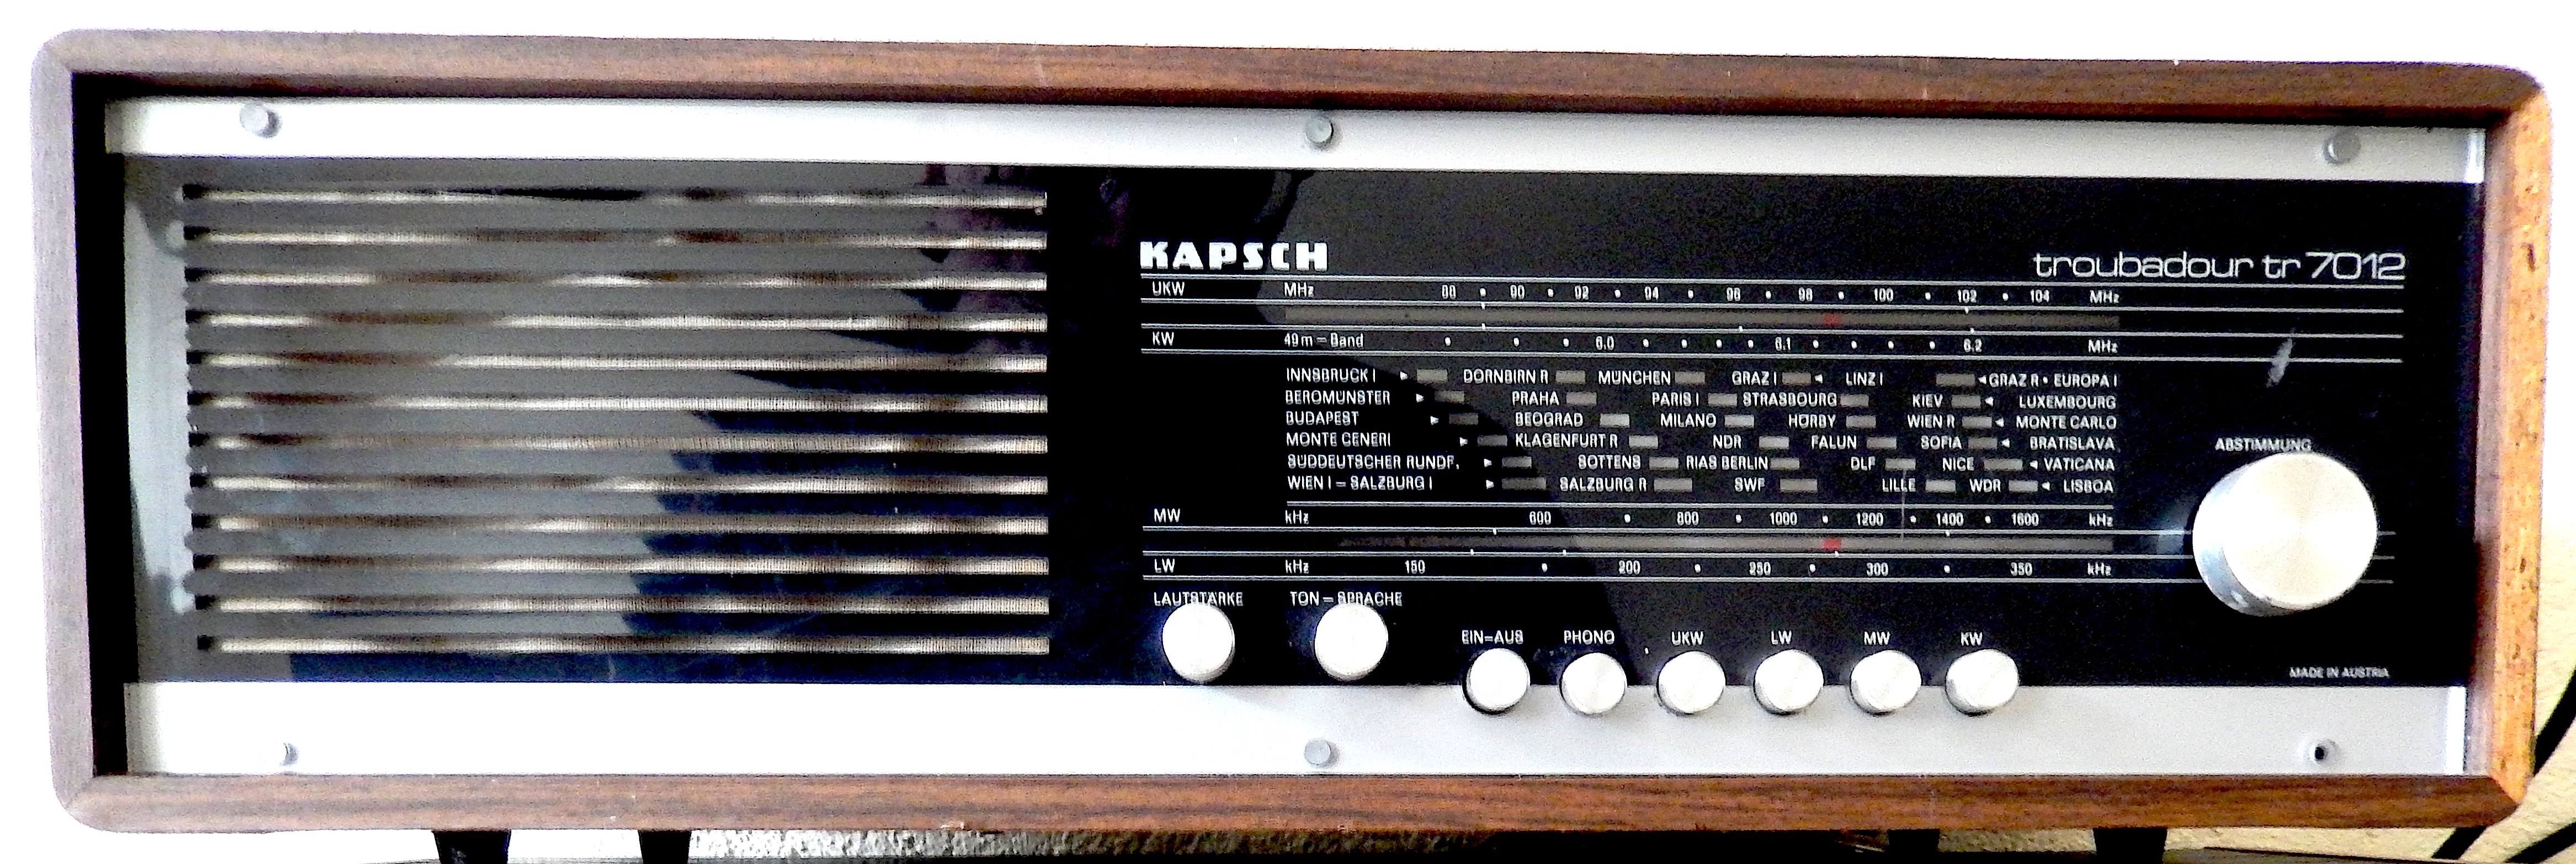 KAPSCH
troubadour tr 7012
UKW MHz 88 • 90 • 92 • 94 • 96 • 98 • 100 • 102 • 104 MHz
KW 49m-Band • • • 6.0 • • • • 6.1 • • • • 6.2 MHz
INNSBRUCK I ▸ DORNBIRN R MÜNCHEN GRAZ I ◂ LINZ I ◂ GRAZ R • EUROPA I
BEROMÜNSTER ▸ PRAHA PARIS I STRASBOURG KIEV ◂ LUXEMBOURG
BUDAPEST ▸ BEOGRAD MILANO HÖRBY WIEN R ◂ MONTE CARLO
MONTE CENERI ▸ KLAGENFURT R NDR FALUN SOFIA ◂ BRATISLAVA
SÜDDEUTSCHER RUNDF. ▸ SOTTENS RIAS BERLIN DLF NICE ◂ VATICANA
WIEN I - SALZBURG I ▸ SALZBURG R SWF LILLE WDR ◂ LISBOA
ABSTIMMUNG
MW kHz 600 • 800 • 1000 • 1200 • 1400 • 1600 kHz
LW kHz 150 • 200 • 250 • 300 • 350 kHz
LAUTSTÄRKE TON-SPRACHE
EIN-AUS PHONO UKW LW MW KW
MADE IN AUSTRIA